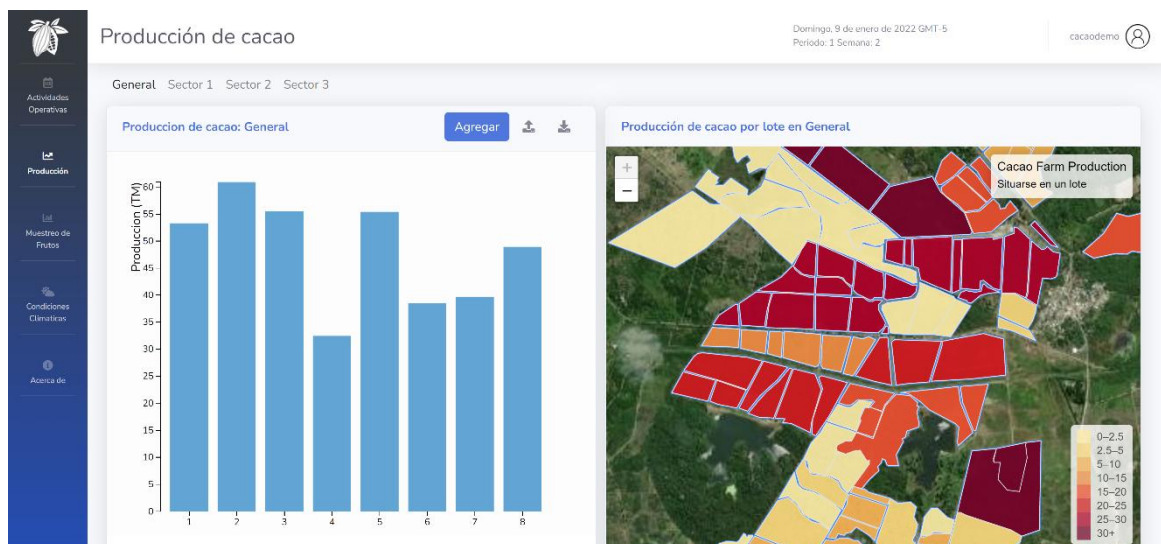 Producción de cacao
Domingo, 9 de enero de 2022 GMT-5
Periodo: 1 Semana: 2
cacaodemo
Actividades
Operativas
Producción
Muestreo de
Frutos
Condiciones
Climaticas
Acerca de
General Sector 1 Sector 2 Sector 3
Produccion de cacao: General
Agregar
Produccion (TM)
60
55
50
45
40
35
30
25
20
15
10
5
0
1 2 3 4 5 6 7 8
Producción de cacao por lote en General
+
−
Cacao Farm Production
Situarse en un lote
0–2.5
2.5–5
5–10
10–15
15–20
20–25
25–30
30+